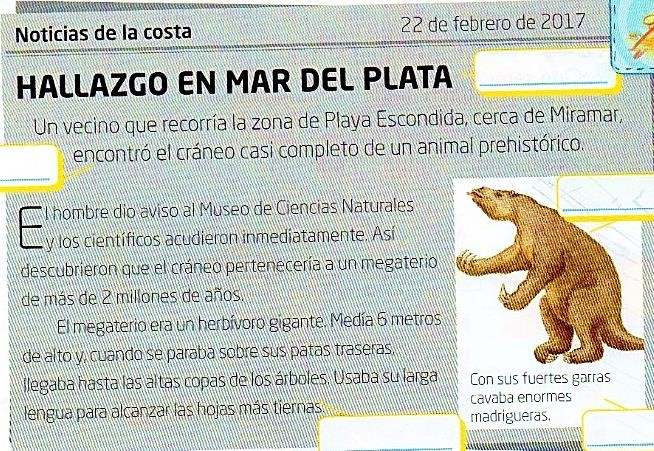 Noticias de la costa
22 de febrero de 2017
HALLAZGO EN MAR DEL PLATA
Un vecino que recorría la zona de Playa Escondida, cerca de Miramar,
encontró el cráneo casi completo de un animal prehistórico.
El hombre dio aviso al Museo de Ciencias Naturales
y los científicos acudieron inmediatamente. Así
descubrieron que el cráneo pertenecería a un megaterio
de más de 2 millones de años.
El megaterio era un herbívoro gigante. Medía 6 metros
de alto y, cuando se paraba sobre sus patas traseras,
llegaba hasta las altas copas de los árboles. Usaba su larga
lengua para alcanzar las hojas más tiernas.
Con sus fuertes garras
cavaba enormes
madrigueras.